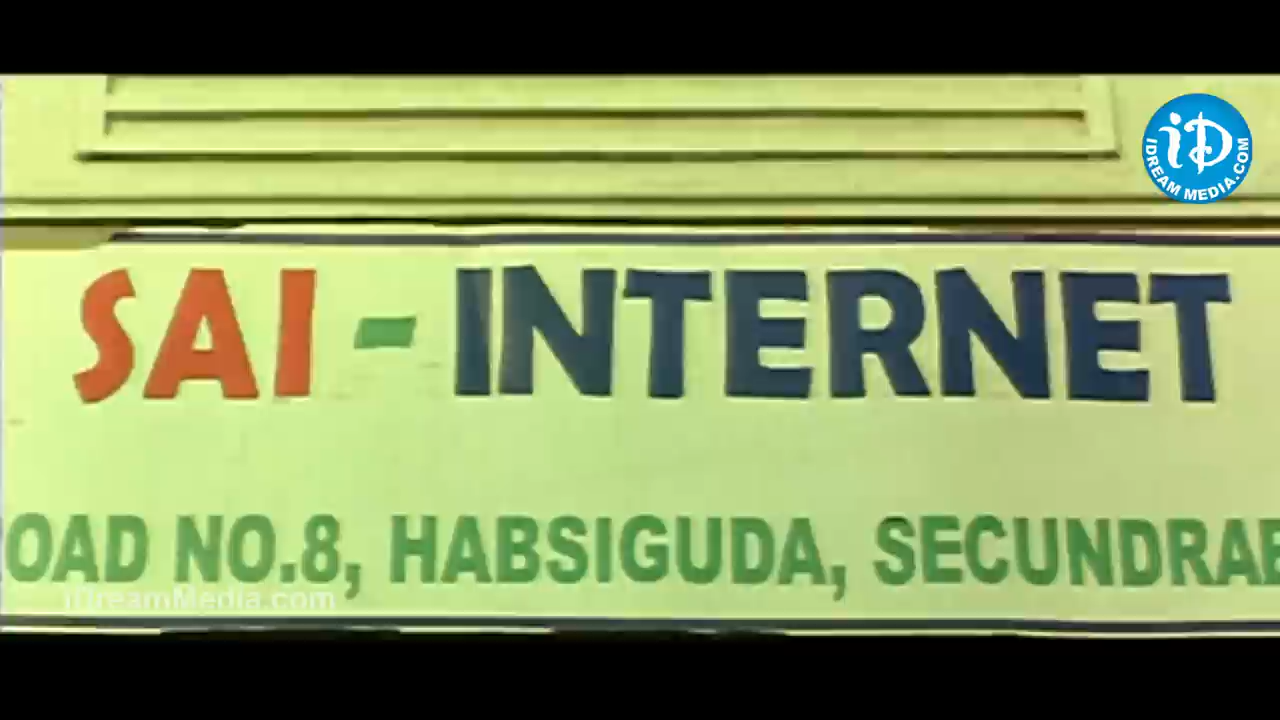 iD
IDREAM MEDIA.COM
SAI - INTERNET
OAD NO.8, HABSIGUDA, SECUNDRAB
iDreamMedia.com